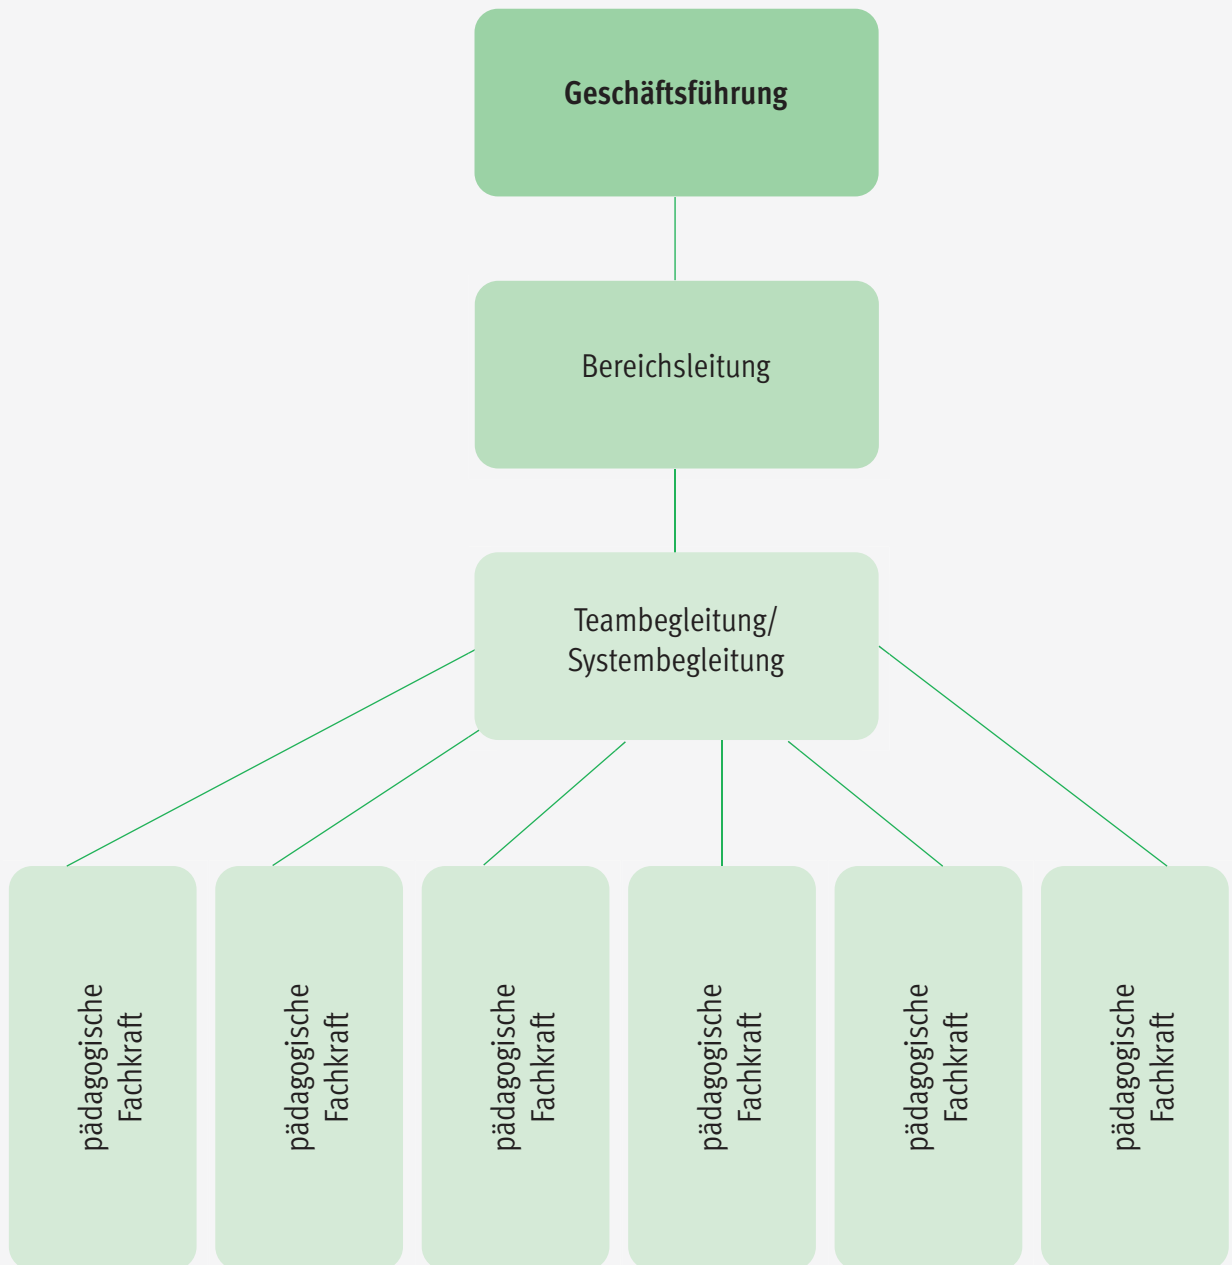 Geschäftsführung
Bereichsleitung
Teambegleitung/
Systembegleitung
pädagogische
Fachkraft
pädagogische
Fachkraft
pädagogische
Fachkraft
pädagogische
Fachkraft
pädagogische
Fachkraft
pädagogische
Fachkraft